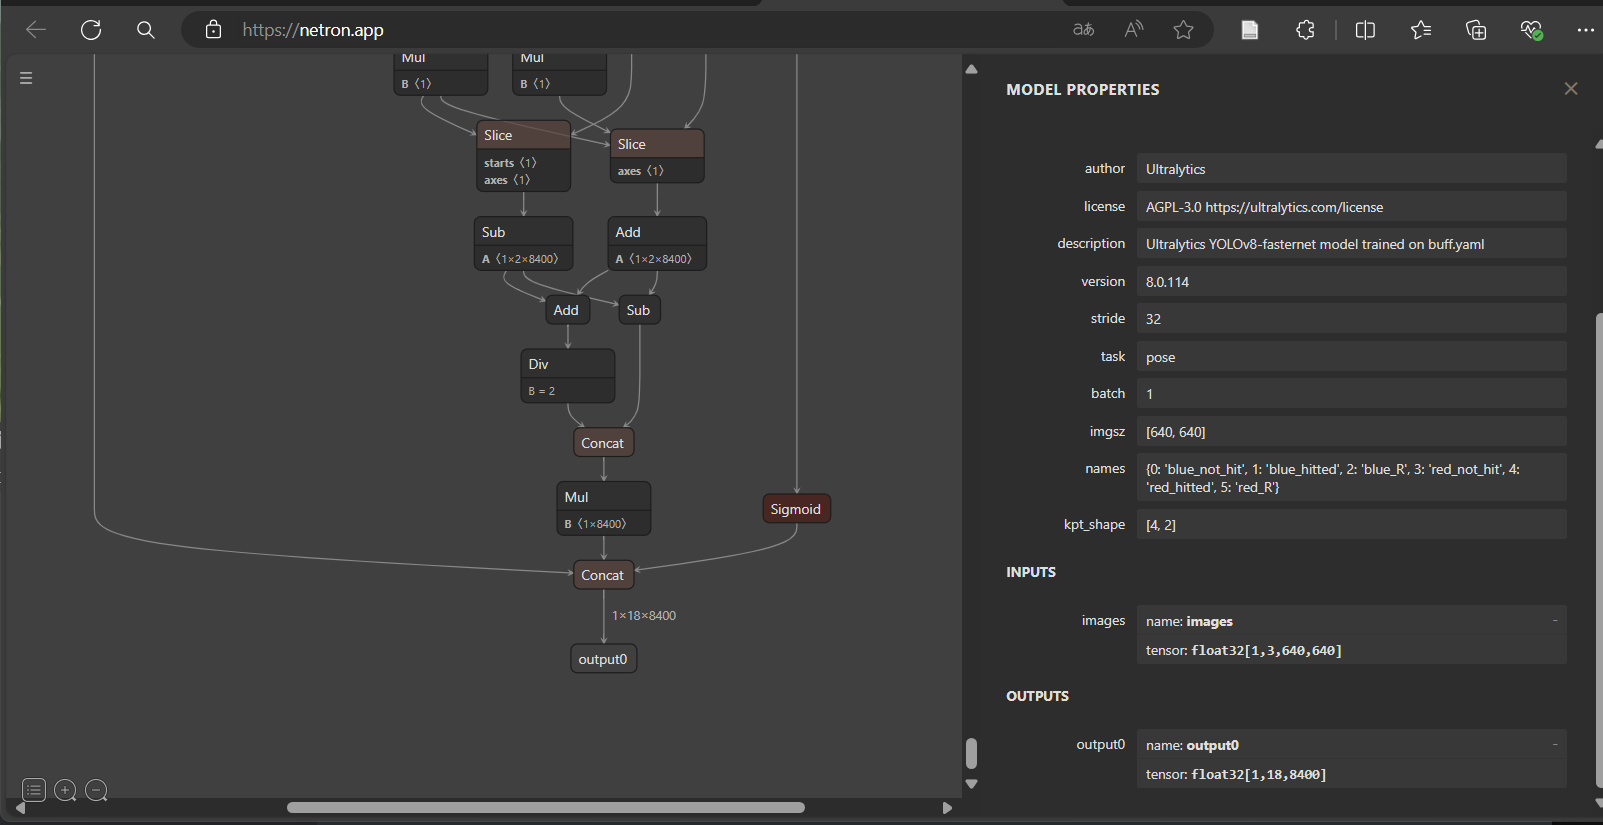 https://netron.app
Mul
B 〈1〉
Mul
B 〈1〉
Slice
starts 〈1〉
axes 〈1〉
Slice
axes 〈1〉
Sub
A 〈1×2×8400〉
Add
A 〈1×2×8400〉
Add
Sub
Div
B = 2
Concat
Mul
B 〈1×8400〉
Sigmoid
Concat
1×18×8400
output0
MODEL PROPERTIES
author
Ultralytics
license
AGPL-3.0 https://ultralytics.com/license
description
Ultralytics YOLOv8-fasternet model trained on buff.yaml
version
8.0.114
stride
32
task
pose
batch
1
imgsz
[640, 640]
names
{0: 'blue_not_hit', 1: 'blue_hitted', 2: 'blue_R', 3: 'red_not_hit', 4:
'red_hitted', 5: 'red_R'}
kpt_shape
[4, 2]
INPUTS
images
name: images
-
tensor: float32[1,3,640,640]
OUTPUTS
output0
name: output0
-
tensor: float32[1,18,8400]